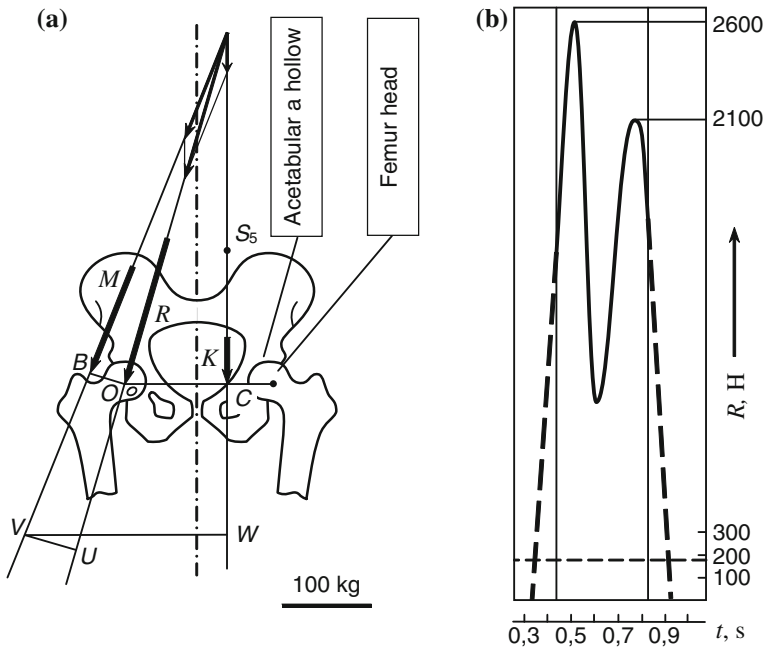 (a)
Acetabular a hollow
Femur head
S5
M
R
K
B
O
C
V
W
U
100 kg
(b)
2600
2100
R, H
300
200
100
0,3 0,5 0,7 0,9 t, s